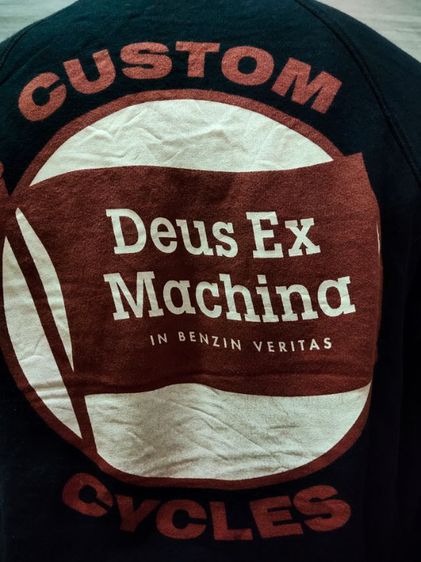 CUSTOM
Deus Ex
Machina
IN BENZIN VERITAS
CYCLES